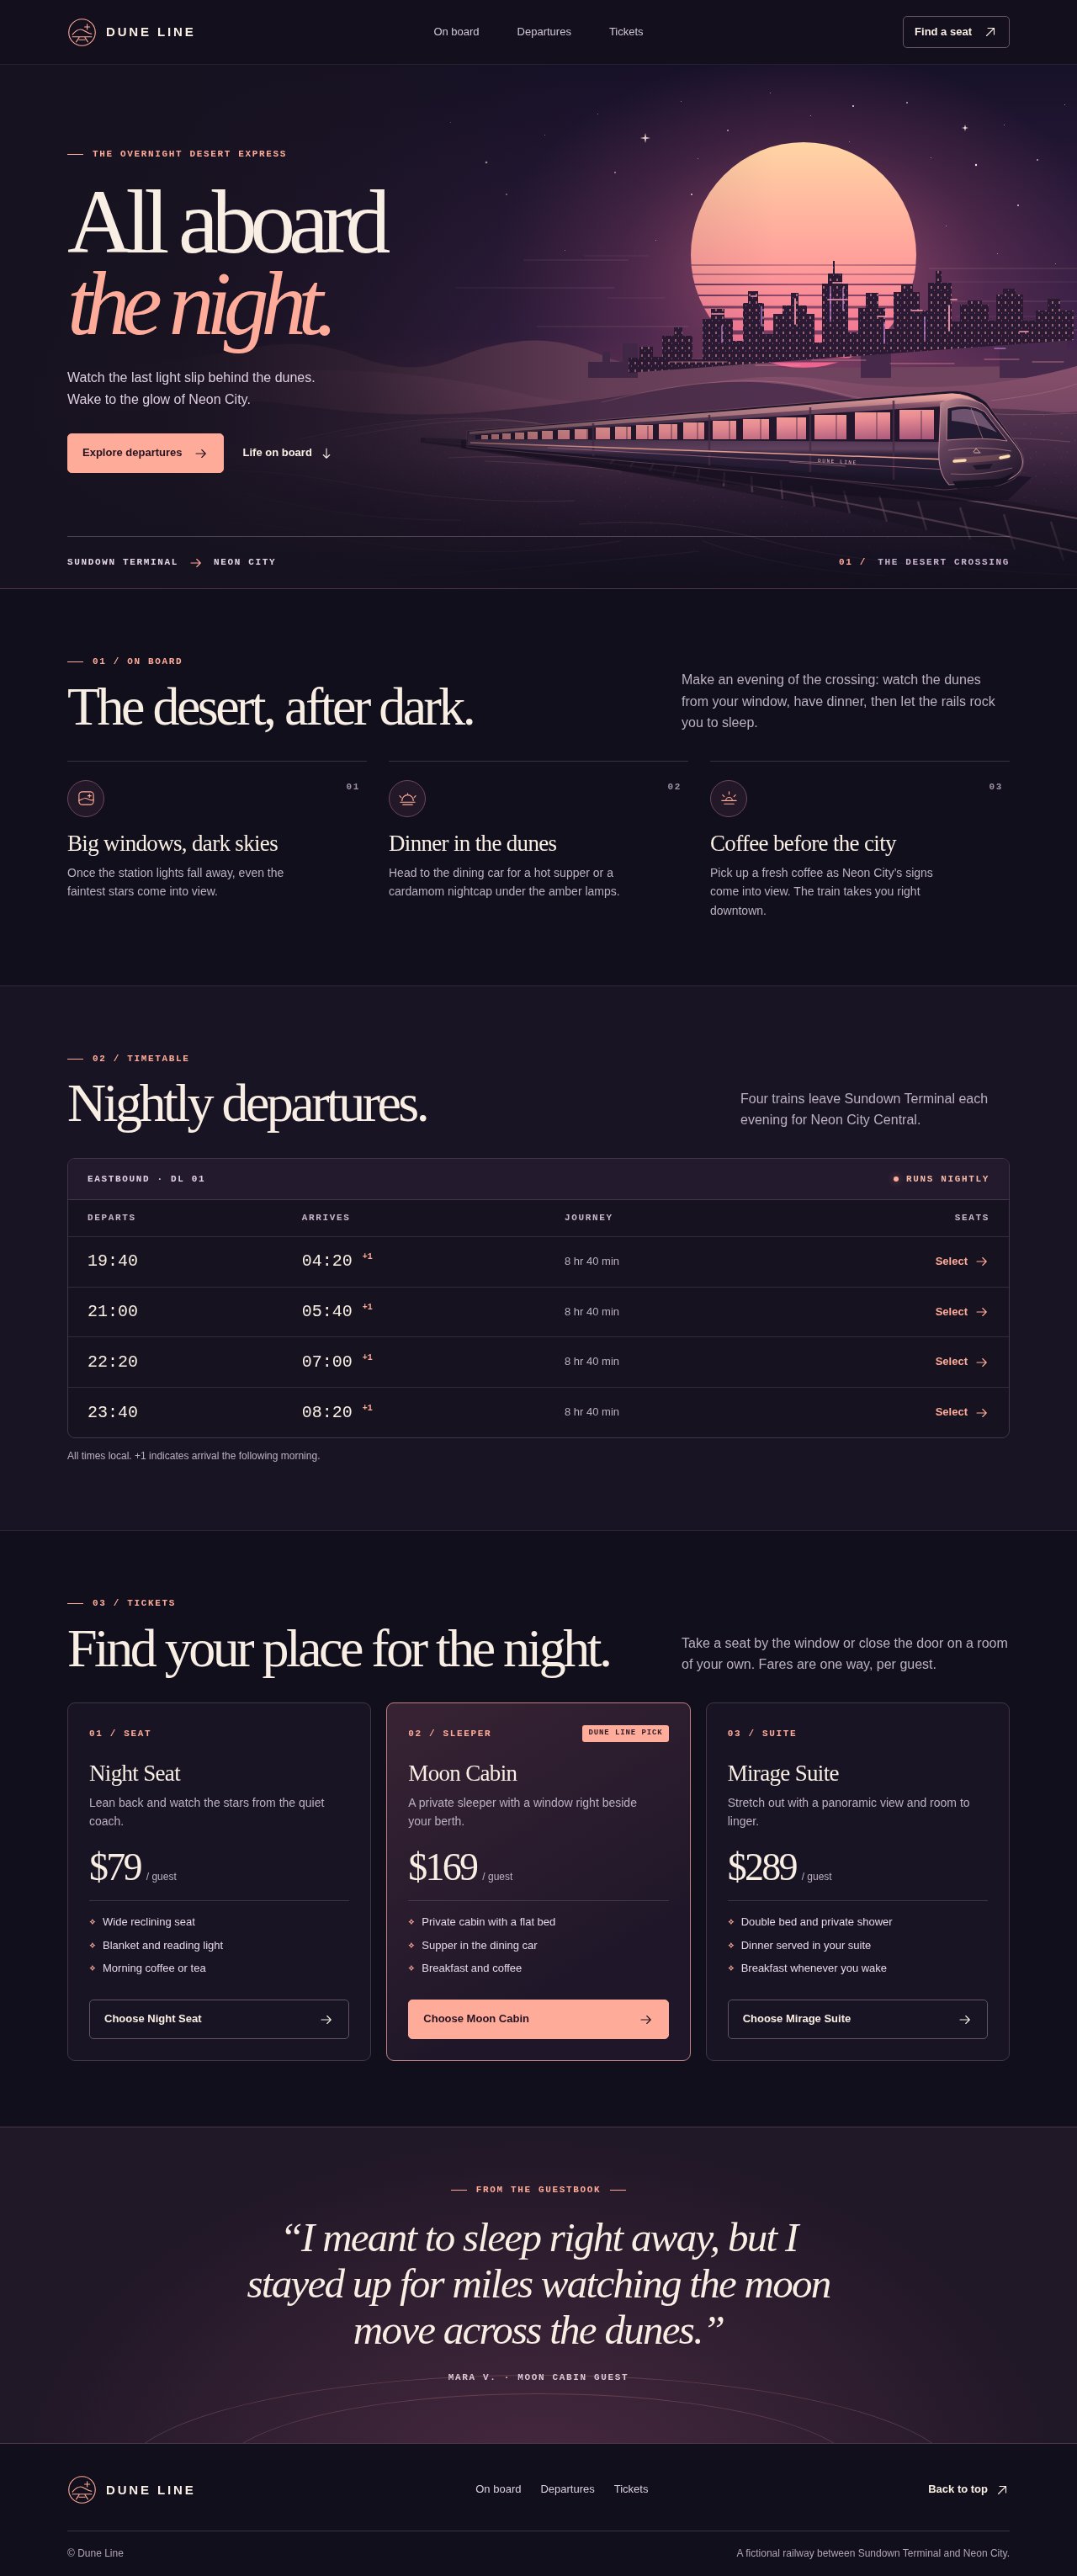 DUNE LINE
On board
Departures
Tickets
Find a seat
THE OVERNIGHT DESERT EXPRESS
All aboard
the night.
Watch the last light slip behind the dunes.
Wake to the glow of Neon City.
Explore departures
Life on board
DUNE LINE
SUNDOWN TERMINAL → NEON CITY
01 / THE DESERT CROSSING
01 / ON BOARD
The desert, after dark.
Make an evening of the crossing: watch the dunes
from your window, have dinner, then let the rails rock
you to sleep.
01
Big windows, dark skies
Once the station lights fall away, even the
faintest stars come into view.
02
Dinner in the dunes
Head to the dining car for a hot supper or a
cardamom nightcap under the amber lamps.
03
Coffee before the city
Pick up a fresh coffee as Neon City's signs
come into view. The train takes you right
downtown.
02 / TIMETABLE
Nightly departures.
Four trains leave Sundown Terminal each
evening for Neon City Central.
EASTBOUND · DL 01
RUNS NIGHTLY
DEPARTS ARRIVES JOURNEY SEATS
19:40 04:20 +1 8 hr 40 min Select
21:00 05:40 +1 8 hr 40 min Select
22:20 07:00 +1 8 hr 40 min Select
23:40 08:20 +1 8 hr 40 min Select
All times local. +1 indicates arrival the following morning.
03 / TICKETS
Find your place for the night.
Take a seat by the window or close the door on a room
of your own. Fares are one way, per guest.
01 / SEAT
Night Seat
Lean back and watch the stars from the quiet
coach.
$79 / guest
Wide reclining seat
Blanket and reading light
Morning coffee or tea
Choose Night Seat
02 / SLEEPER
DUNE LINE PICK
Moon Cabin
A private sleeper with a window right beside
your berth.
$169 / guest
Private cabin with a flat bed
Supper in the dining car
Breakfast and coffee
Choose Moon Cabin
03 / SUITE
Mirage Suite
Stretch out with a panoramic view and room to
linger.
$289 / guest
Double bed and private shower
Dinner served in your suite
Breakfast whenever you wake
Choose Mirage Suite
FROM THE GUESTBOOK
“I meant to sleep right away, but I
stayed up for miles watching the moon
move across the dunes.”
MARA V. · MOON CABIN GUEST
DUNE LINE
On board
Departures
Tickets
Back to top
© Dune Line
A fictional railway between Sundown Terminal and Neon City.